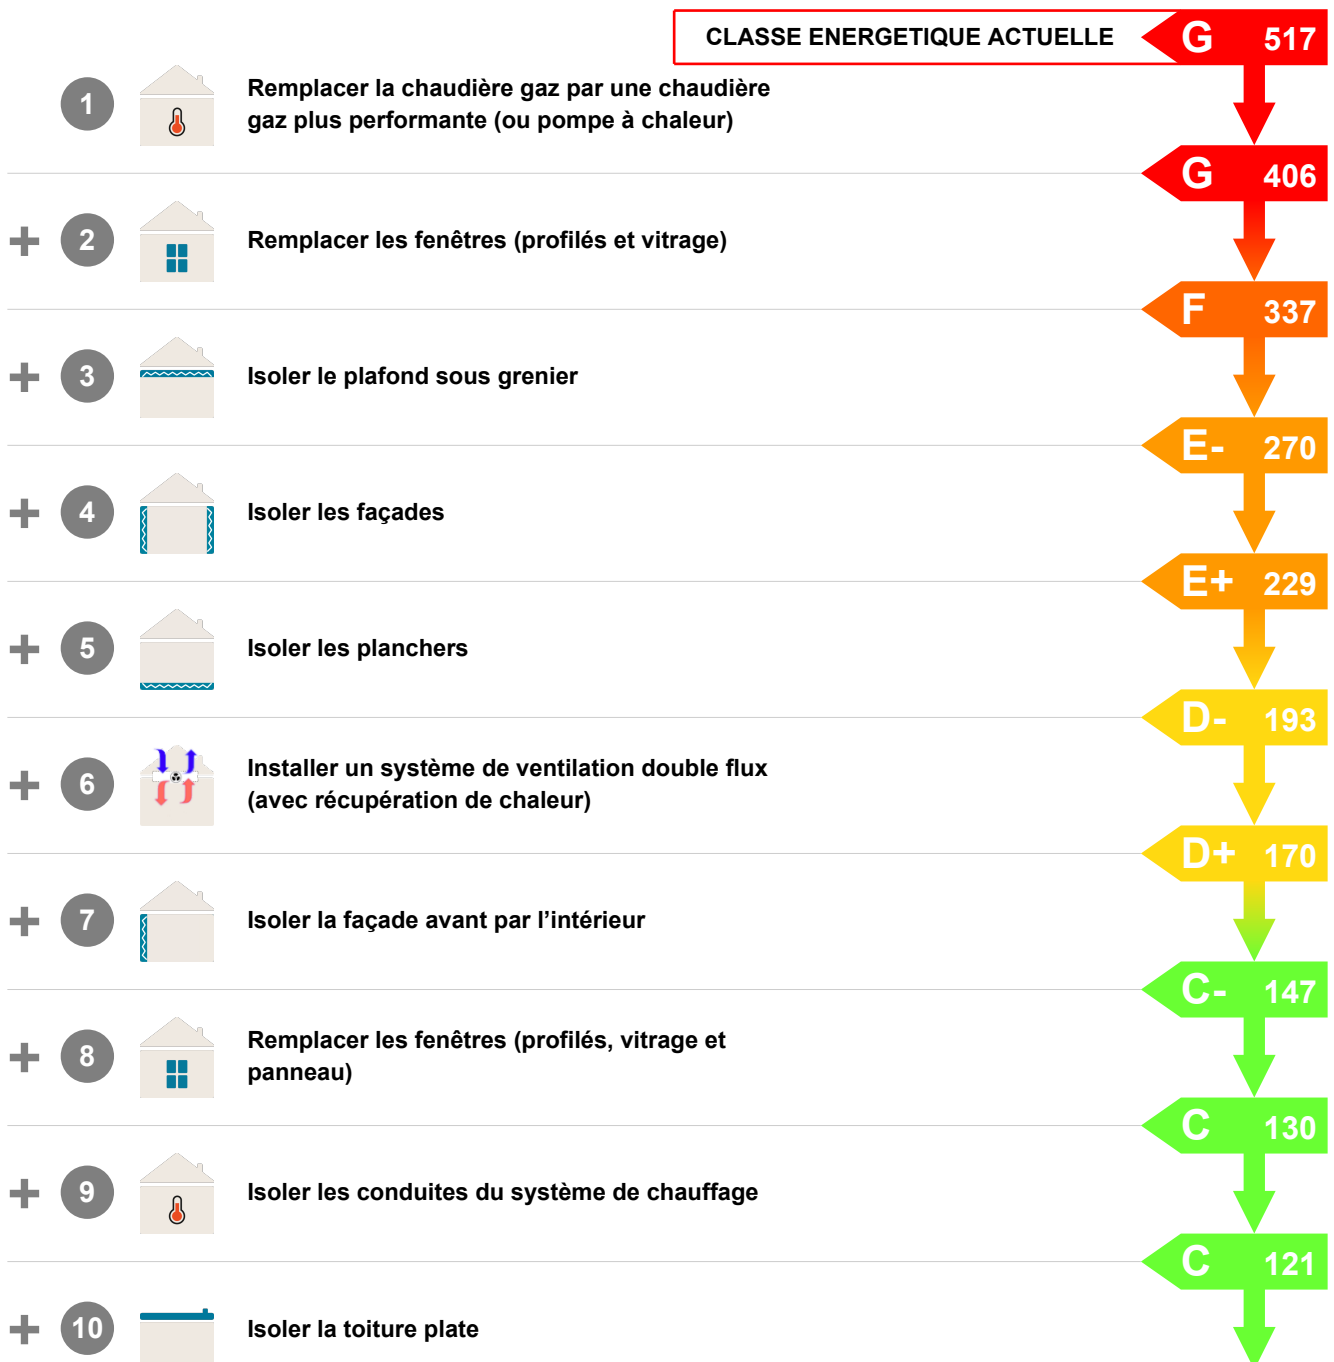 CLASSE ENERGETIQUE ACTUELLE G 517
1 Remplacer la chaudière gaz par une chaudière
gaz plus performante (ou pompe à chaleur)
G 406
+ 2 Remplacer les fenêtres (profilés et vitrage)
F 337
+ 3 Isoler le plafond sous grenier
E- 270
+ 4 Isoler les façades
E+ 229
+ 5 Isoler les planchers
D- 193
+ 6 Installer un système de ventilation double flux
(avec récupération de chaleur)
D+ 170
+ 7 Isoler la façade avant par l’intérieur
C- 147
+ 8 Remplacer les fenêtres (profilés, vitrage et
panneau)
C 130
+ 9 Isoler les conduites du système de chauffage
C 121
+ 10 Isoler la toiture plate